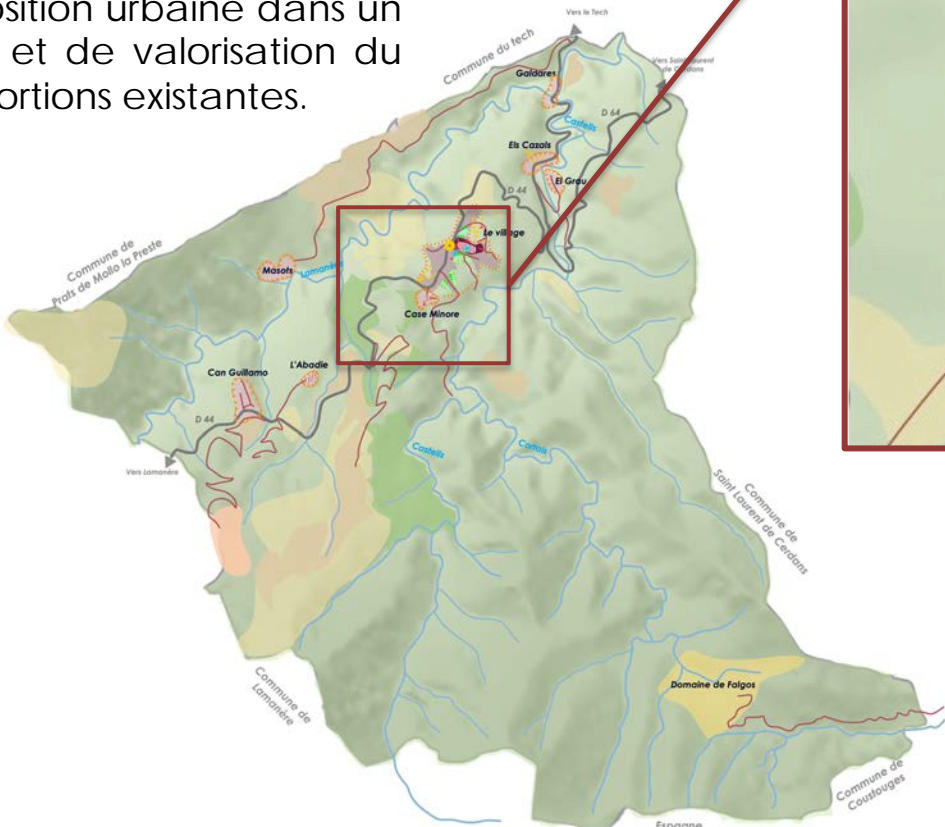 osition urbaine dans un
et de valorisation du
ortions existantes.
Vers le Tech
Commune du tech
Vers Saint Laurent
de Cerdans
Galdares
D 64
Castells
Els Cazals
El Grau
D 44
Le village
Commune de
Prats de Mollo la Preste
Masots
Lamanère
Case Minore
L'Abadie
Can Guillamo
D 44
Vers Lamanère
Castells
Commune de
Saint Laurent de Cerdans
Commune de
Lamanère
Domaine de Falgos
Commune de
Coustouges
Espagne